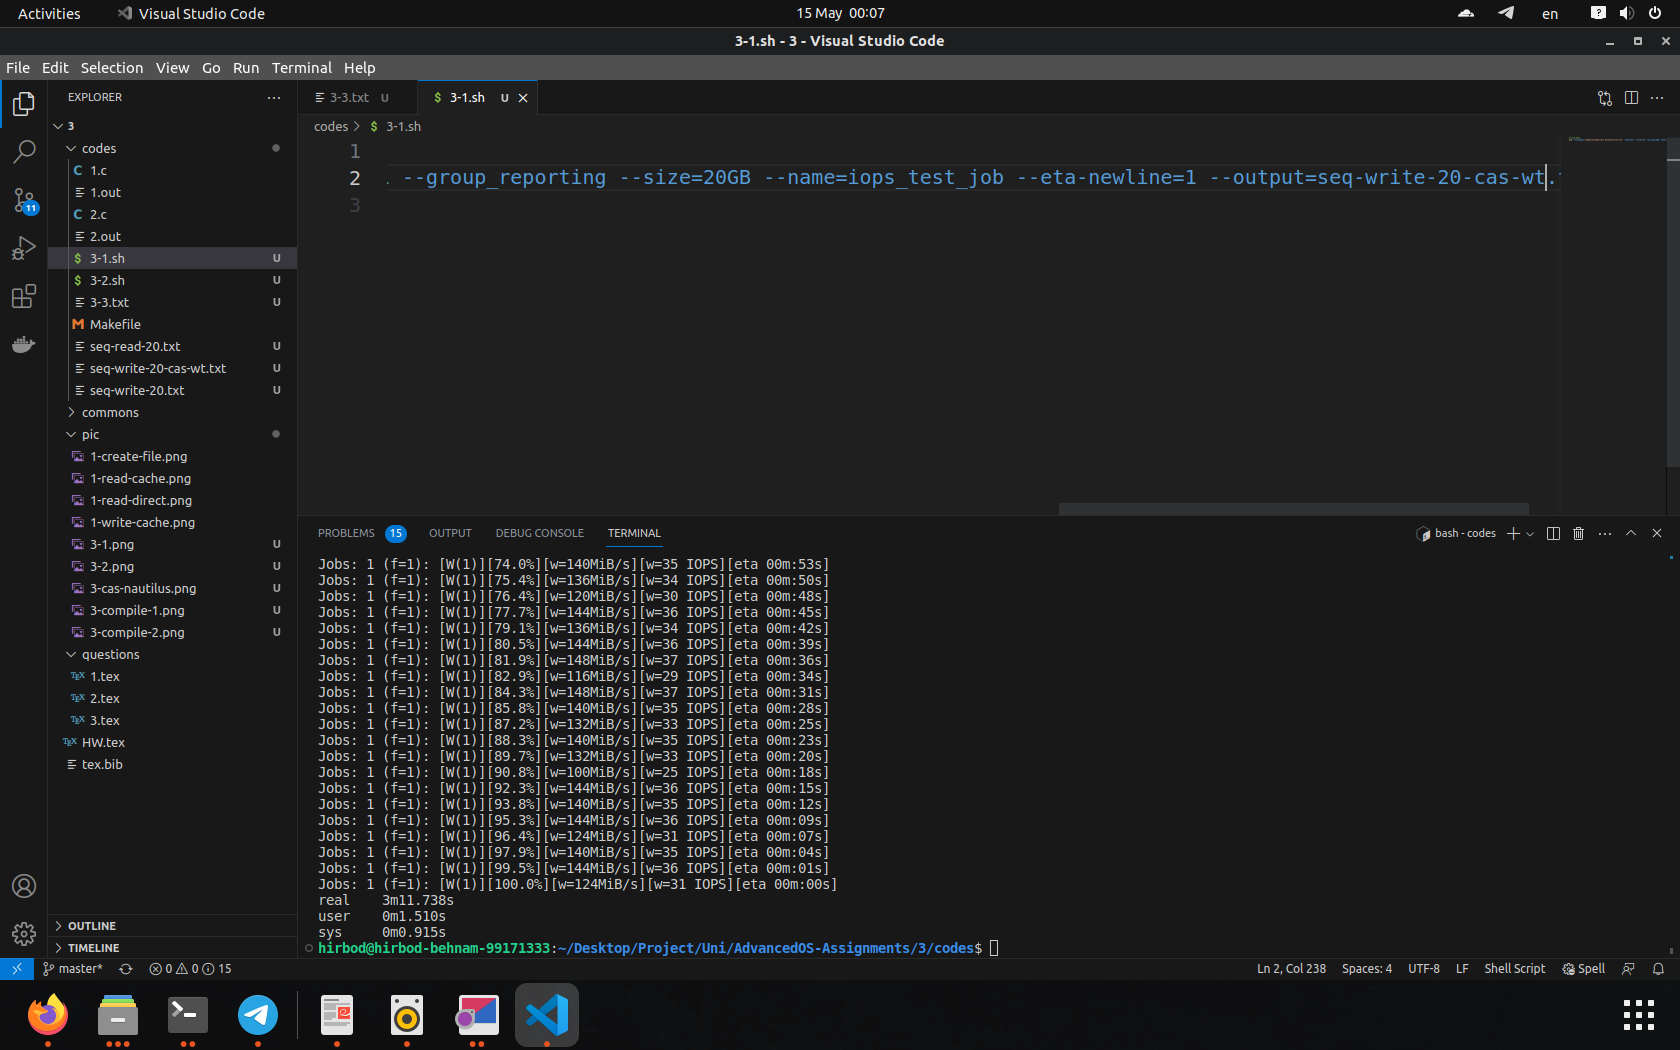 Activities
Visual Studio Code
15 May 00:07
en
3-1.sh - 3 - Visual Studio Code
File Edit Selection View Go Run Terminal Help
EXPLORER
3
codes
C 1.c
1.out
C 2.c
2.out
$ 3-1.sh U
$ 3-2.sh U
3-3.txt U
M Makefile
seq-read-20.txt U
seq-write-20-cas-wt.txt U
seq-write-20.txt U
commons
pic
1-create-file.png
1-read-cache.png
1-read-direct.png
1-write-cache.png
3-1.png U
3-2.png U
3-cas-nautilus.png U
3-compile-1.png U
3-compile-2.png U
questions
TEX 1.tex
TEX 2.tex
TEX 3.tex
TEX HW.tex
tex.bib
OUTLINE
TIMELINE
11
3-3.txt U
$ 3-1.sh U
codes > $ 3-1.sh
1
2 --group_reporting --size=20GB --name=iops_test_job --eta-newline=1 --output=seq-write-20-cas-wt.
3
PROBLEMS 15 OUTPUT DEBUG CONSOLE TERMINAL
bash - codes
Jobs: 1 (f=1): [W(1)][74.0%][w=140MiB/s][w=35 IOPS][eta 00m:53s]
Jobs: 1 (f=1): [W(1)][75.4%][w=136MiB/s][w=34 IOPS][eta 00m:50s]
Jobs: 1 (f=1): [W(1)][76.4%][w=120MiB/s][w=30 IOPS][eta 00m:48s]
Jobs: 1 (f=1): [W(1)][77.7%][w=144MiB/s][w=36 IOPS][eta 00m:45s]
Jobs: 1 (f=1): [W(1)][79.1%][w=136MiB/s][w=34 IOPS][eta 00m:42s]
Jobs: 1 (f=1): [W(1)][80.5%][w=144MiB/s][w=36 IOPS][eta 00m:39s]
Jobs: 1 (f=1): [W(1)][81.9%][w=148MiB/s][w=37 IOPS][eta 00m:36s]
Jobs: 1 (f=1): [W(1)][82.9%][w=116MiB/s][w=29 IOPS][eta 00m:34s]
Jobs: 1 (f=1): [W(1)][84.3%][w=148MiB/s][w=37 IOPS][eta 00m:31s]
Jobs: 1 (f=1): [W(1)][85.8%][w=140MiB/s][w=35 IOPS][eta 00m:28s]
Jobs: 1 (f=1): [W(1)][87.2%][w=132MiB/s][w=33 IOPS][eta 00m:25s]
Jobs: 1 (f=1): [W(1)][88.3%][w=140MiB/s][w=35 IOPS][eta 00m:23s]
Jobs: 1 (f=1): [W(1)][89.7%][w=132MiB/s][w=33 IOPS][eta 00m:20s]
Jobs: 1 (f=1): [W(1)][90.8%][w=100MiB/s][w=25 IOPS][eta 00m:18s]
Jobs: 1 (f=1): [W(1)][92.3%][w=144MiB/s][w=36 IOPS][eta 00m:15s]
Jobs: 1 (f=1): [W(1)][93.8%][w=140MiB/s][w=35 IOPS][eta 00m:12s]
Jobs: 1 (f=1): [W(1)][95.3%][w=144MiB/s][w=36 IOPS][eta 00m:09s]
Jobs: 1 (f=1): [W(1)][96.4%][w=124MiB/s][w=31 IOPS][eta 00m:07s]
Jobs: 1 (f=1): [W(1)][97.9%][w=140MiB/s][w=35 IOPS][eta 00m:04s]
Jobs: 1 (f=1): [W(1)][99.5%][w=144MiB/s][w=36 IOPS][eta 00m:01s]
Jobs: 1 (f=1): [W(1)][100.0%][w=124MiB/s][w=31 IOPS][eta 00m:00s]
real 3m11.738s
user 0m1.510s
sys 0m0.915s
hirbod@hirbod-behnam-99171333:~/Desktop/Project/Uni/AdvancedOS-Assignments/3/codes$
master* 0 0 15
Ln 2, Col 238 Spaces: 4 UTF-8 LF Shell Script Spell